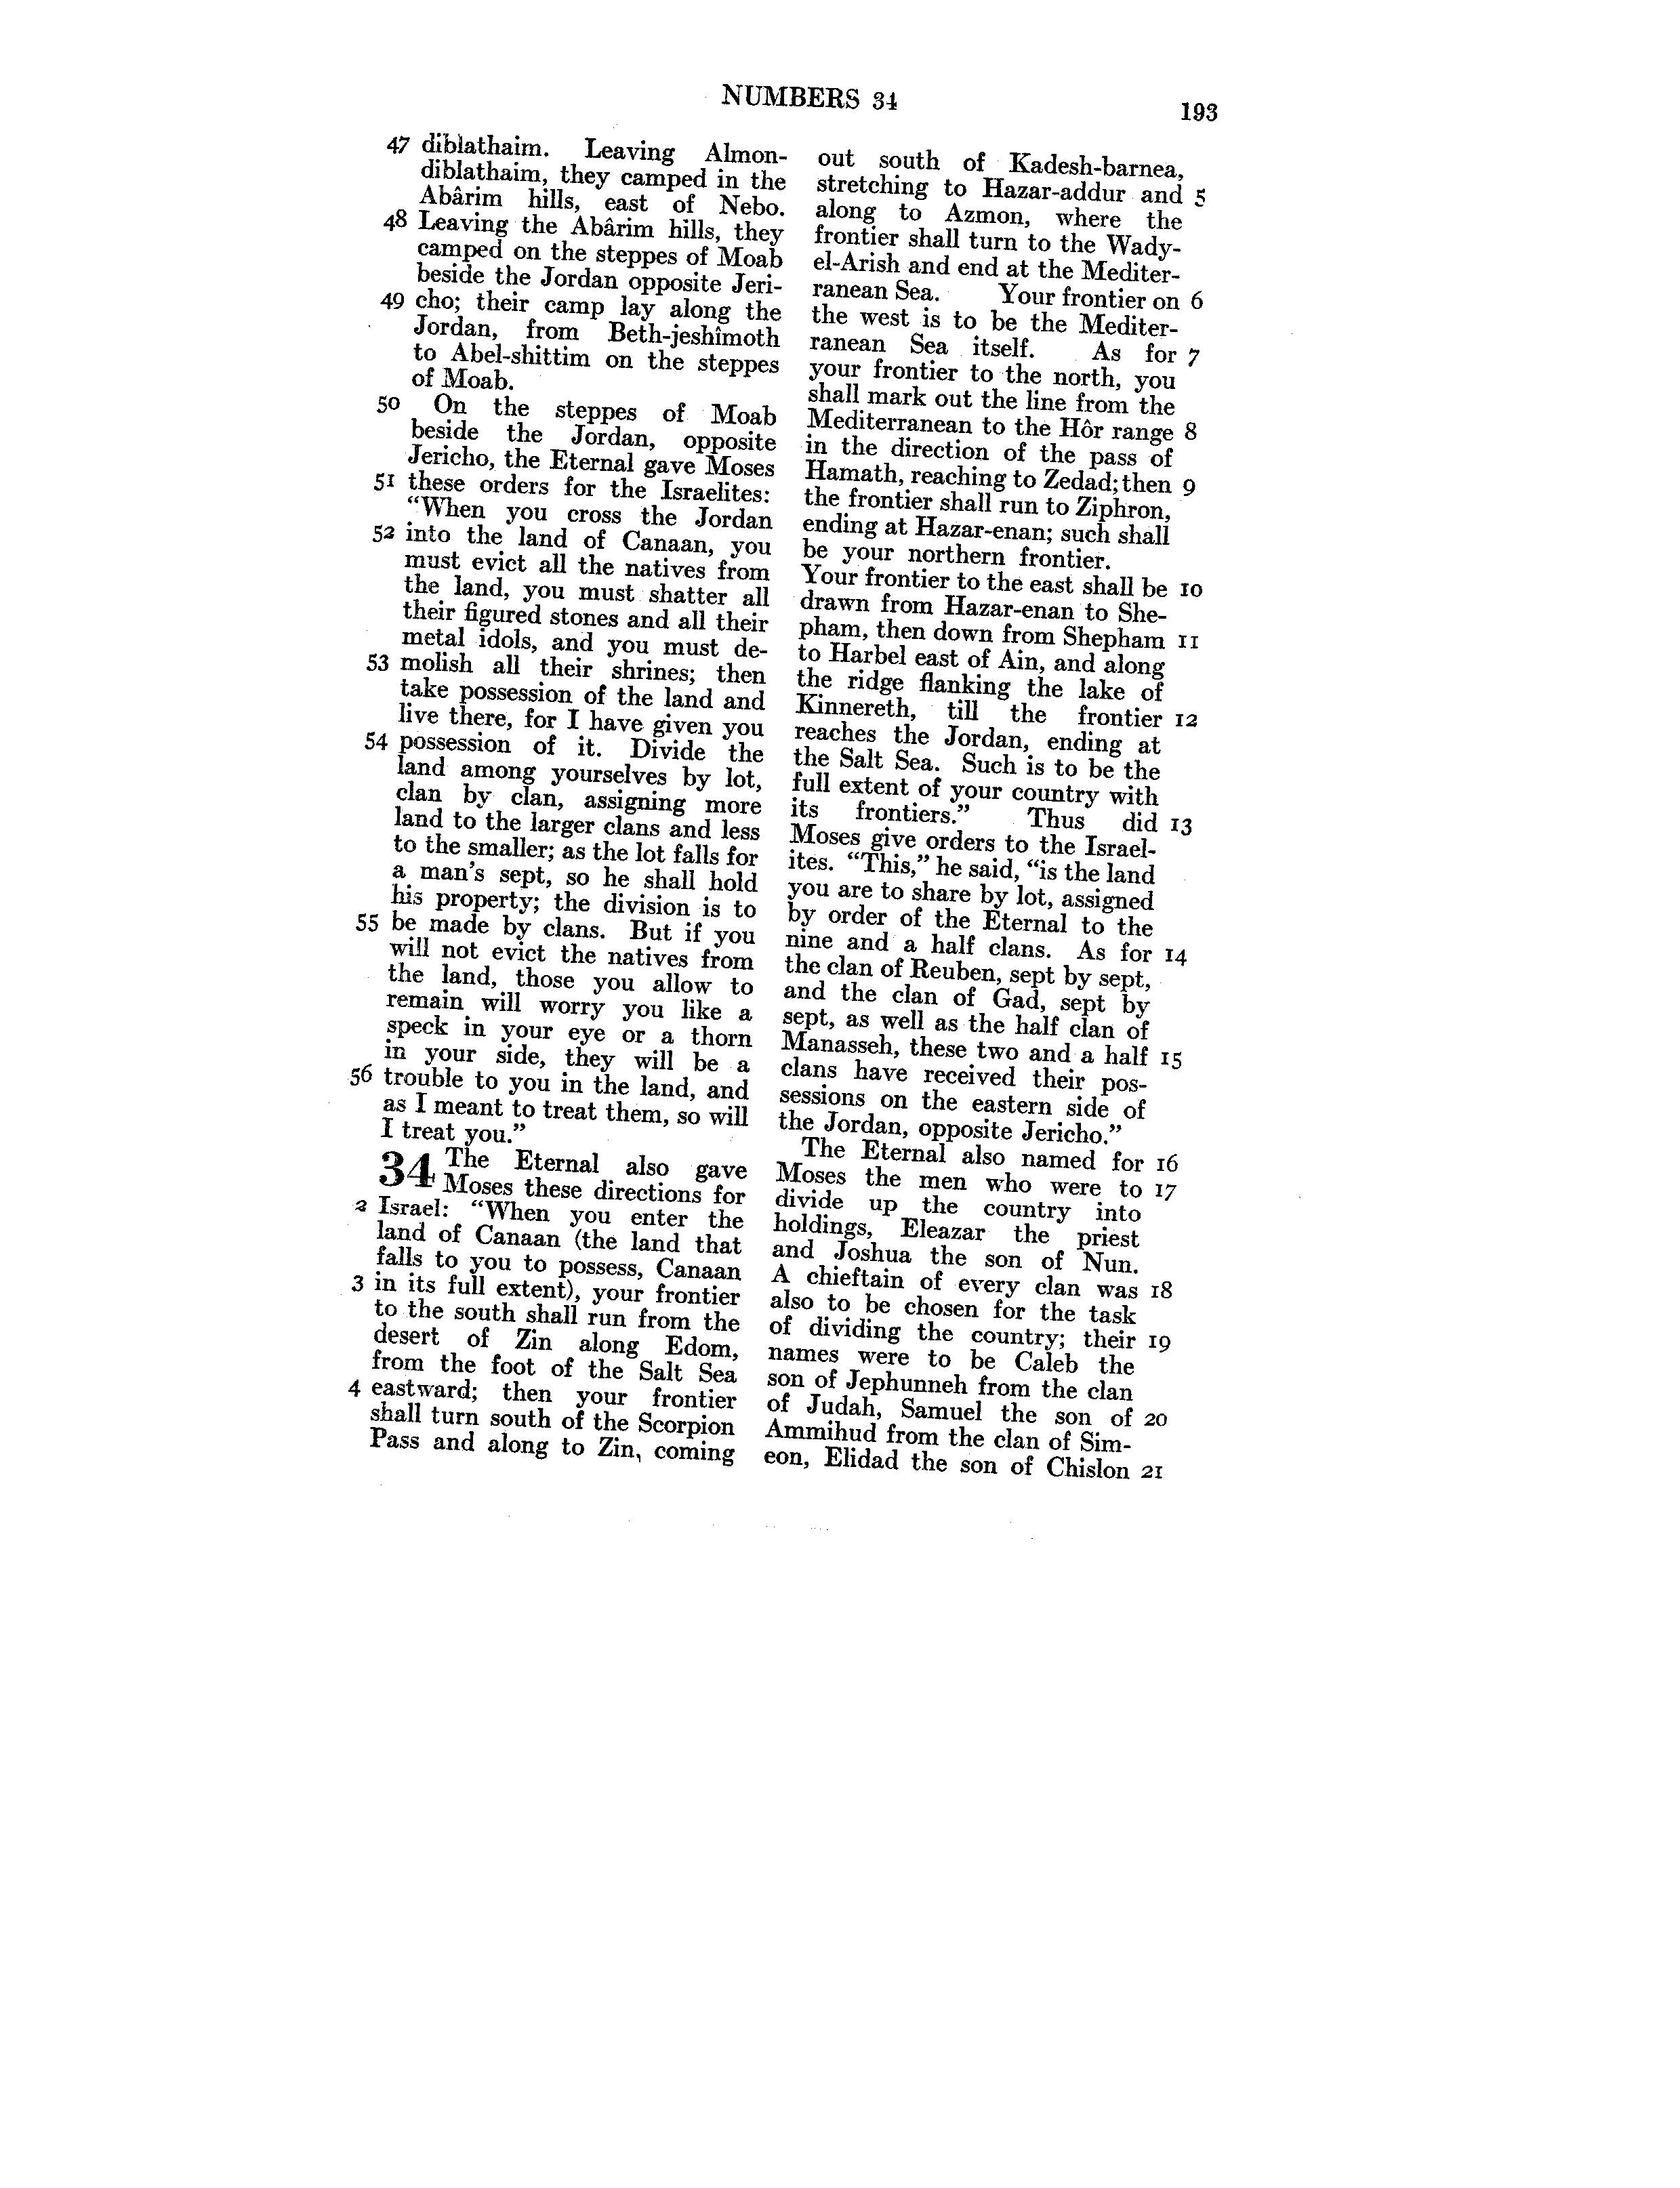 NUMBERS 34
193
47 diblathaim. Leaving Almon-
diblathaim, they camped in the
Abârim hills, east of Nebo.
48 Leaving the Abârim hills, they
camped on the steppes of Moab
beside the Jordan opposite Jeri-
49 cho; their camp lay along the
Jordan, from Beth-jeshîmoth
to Abel-shittim on the steppes
of Moab.
50 On the steppes of Moab
beside the Jordan, opposite
Jericho, the Eternal gave Moses
51 these orders for the Israelites:
“When you cross the Jordan
52 into the land of Canaan, you
must evict all the natives from
the land, you must shatter all
their figured stones and all their
metal idols, and you must de-
53 molish all their shrines; then
take possession of the land and
live there, for I have given you
54 possession of it. Divide the
land among yourselves by lot,
clan by clan, assigning more
land to the larger clans and less
to the smaller; as the lot falls for
a man’s sept, so he shall hold
his property; the division is to
55 be made by clans. But if you
will not evict the natives from
the land, those you allow to
remain will worry you like a
speck in your eye or a thorn
in your side, they will be a
56 trouble to you in the land, and
as I meant to treat them, so will
I treat you.”
34 The Eternal also gave
Moses these directions for
2 Israel: “When you enter the
land of Canaan (the land that
falls to you to possess, Canaan
3 in its full extent), your frontier
to the south shall run from the
desert of Zin along Edom,
from the foot of the Salt Sea
4 eastward; then your frontier
shall turn south of the Scorpion
Pass and along to Zin, coming
out south of Kadesh-barnea,
stretching to Hazar-addur and 5
along to Azmon, where the
frontier shall turn to the Wady-
el-Arish and end at the Mediter-
ranean Sea. Your frontier on 6
the west is to be the Mediter-
ranean Sea itself. As for 7
your frontier to the north, you
shall mark out the line from the
Mediterranean to the Hôr range 8
in the direction of the pass of
Hamath, reaching to Zedad; then 9
the frontier shall run to Ziphron,
ending at Hazar-enan; such shall
be your northern frontier.
Your frontier to the east shall be 10
drawn from Hazar-enan to She-
pham, then down from Shepham 11
to Harbel east of Ain, and along
the ridge flanking the lake of
Kinnereth, till the frontier 12
reaches the Jordan, ending at
the Salt Sea. Such is to be the
full extent of your country with
its frontiers.” Thus did 13
Moses give orders to the Israel-
ites. “This,” he said, “is the land
you are to share by lot, assigned
by order of the Eternal to the
nine and a half clans. As for 14
the clan of Reuben, sept by sept,
and the clan of Gad, sept by
sept, as well as the half clan of
Manasseh, these two and a half 15
clans have received their pos-
sessions on the eastern side of
the Jordan, opposite Jericho.”
The Eternal also named for 16
Moses the men who were to 17
divide up the country into
holdings, Eleazar the priest
and Joshua the son of Nun.
A chieftain of every clan was 18
also to be chosen for the task
of dividing the country; their 19
names were to be Caleb the
son of Jephunneh from the clan
of Judah, Samuel the son of 20
Ammihud from the clan of Sim-
eon, Elidad the son of Chislon 21